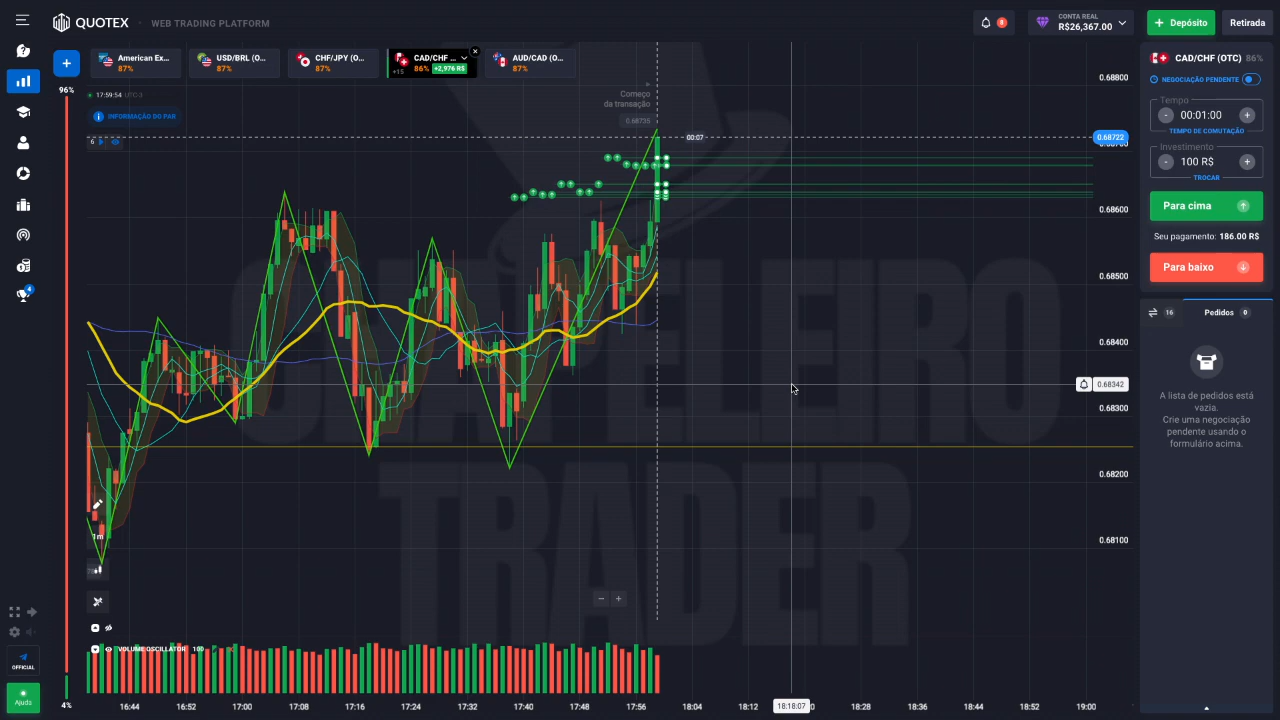 QUOTEX
WEB TRADING PLATFORM
8
CONTA REAL
R$26,367.00
+ Depósito
Retirada
+
American Ex...
87%
USD/BRL (O...
87%
CHF/JPY (O...
87%
CAD/CHF ...
+15
86%
+2,976 R$
AUD/CAD (O...
87%
CAD/CHF (OTC) 86%
NEGOCIAÇÃO PENDENTE
Tempo
- 00:01:00 +
TEMPO DE COMUTAÇÃO
Investimento
- 100 R$ +
TROCAR
Para cima
Seu pagamento: 186.00 R$
Para baixo
16
Pedidos 0
A lista de pedidos está
vazia.
Crie uma negociação
pendente usando o
formulário acima.
96%
17:59:54 UTC-3
INFORMAÇÃO DO PAR
6
Começo
da transação
0.68735
00:07
0.68722
0.68800
0.68600
0.68500
0.68400
0.68342
0.68300
0.68200
0.68100
TRADER
1m
- +
VOLUME OSCILLATOR 100
4%
16:44
16:52
17:00
17:08
17:16
17:24
17:32
17:40
17:48
17:56
18:04
18:12
18:18:07
18:28
18:36
18:44
18:52
19:00
4
OFFICIAL
Ajuda